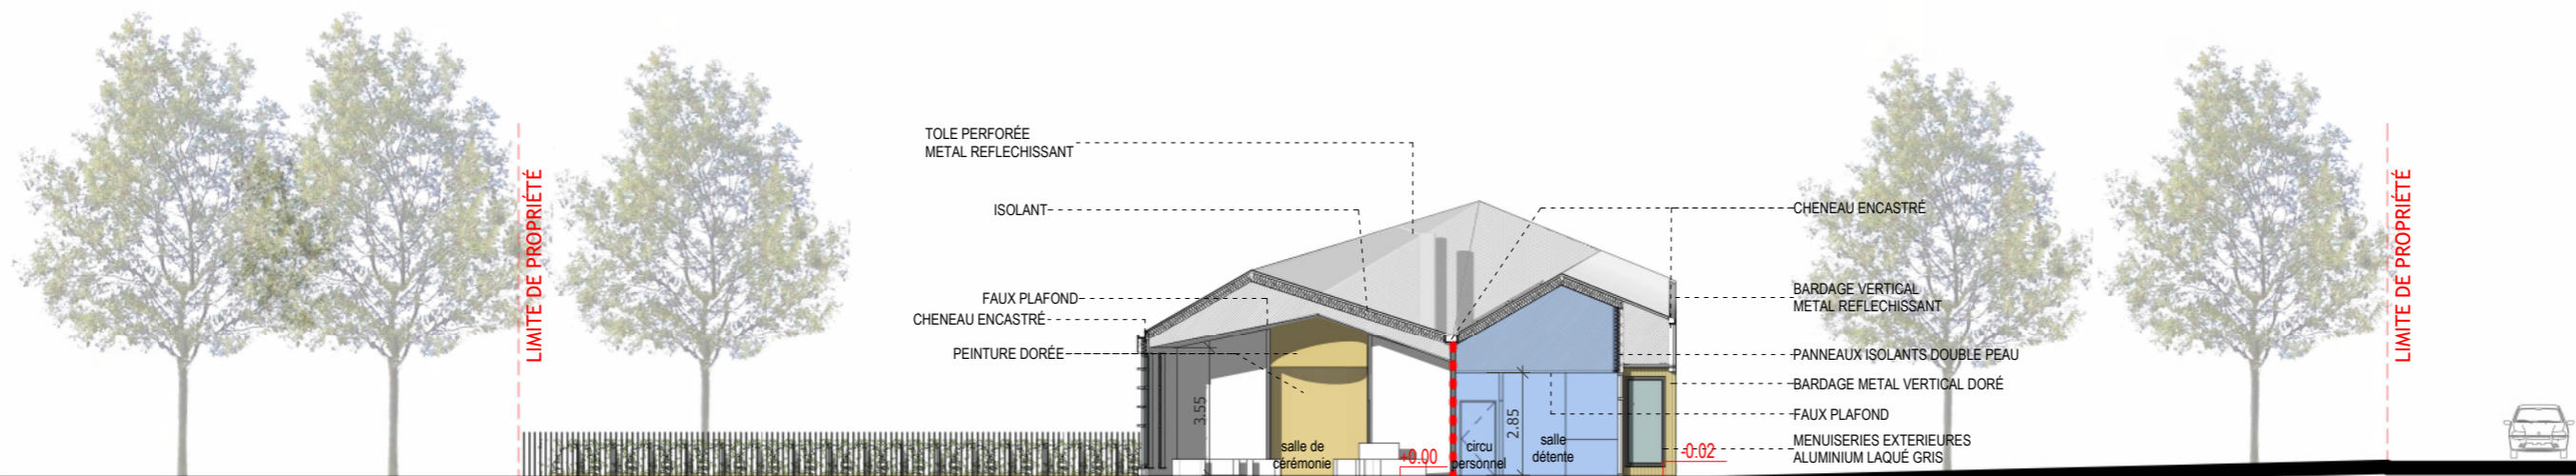 TOLE PERFORÉE
METAL REFLECHISSANT
ISOLANT
FAUX PLAFOND
CHENEAU ENCASTRÉ
PEINTURE DORÉE
LIMITE DE PROPRIÉTÉ
3.55
salle de
cérémonie
+0.00
circu
personnel
2.85
salle
détente
-0.02
CHENEAU ENCASTRÉ
BARDAGE VERTICAL
METAL REFLECHISSANT
PANNEAUX ISOLANTS DOUBLE PEAU
BARDAGE METAL VERTICAL DORÉ
FAUX PLAFOND
MENUISERIES EXTERIEURES
ALUMINIUM LAQUÉ GRIS
LIMITE DE PROPRIÉTÉ